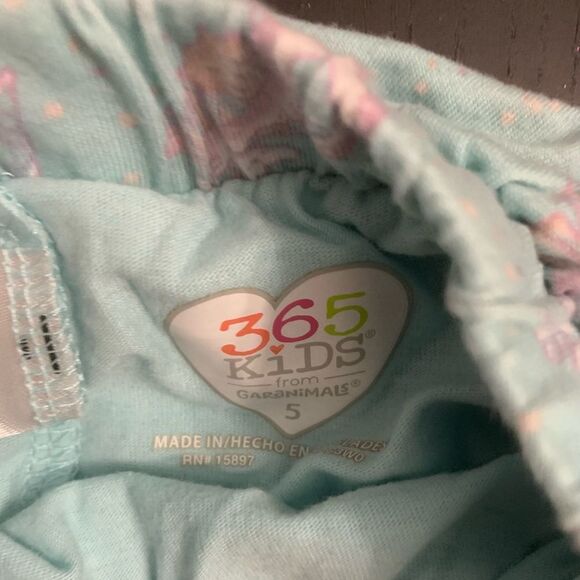 365
KiDS®
from
GARANIMALS®
5
MADE IN/HECHO EN
RN# 15897